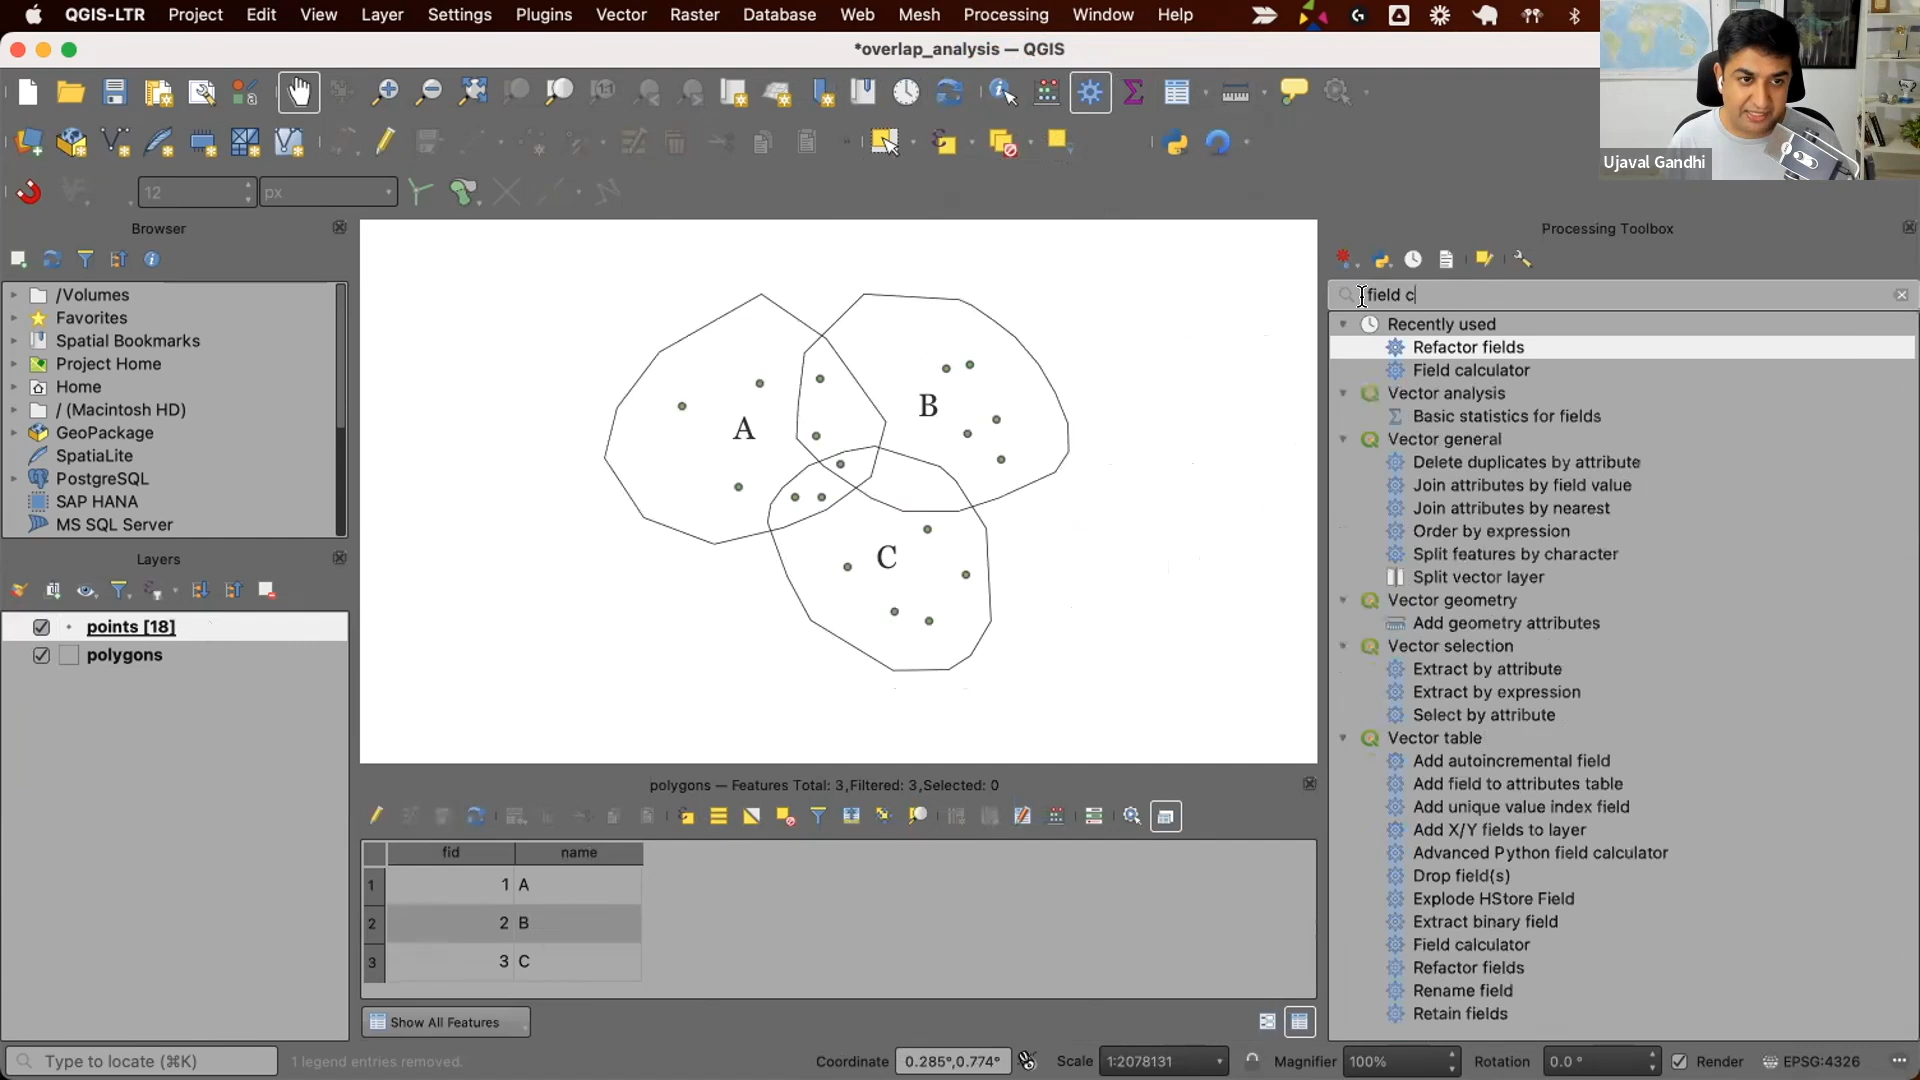 QGIS-LTR Project Edit View Layer Settings Plugins Vector Raster Database Web Mesh Processing Window Help
*overlap_analysis — QGIS
Ujaval Gandhi
12 px
Browser
/Volumes
Favorites
Spatial Bookmarks
Project Home
Home
/ (Macintosh HD)
GeoPackage
SpatiaLite
PostgreSQL
SAP HANA
MS SQL Server
Layers
points [18]
polygons
A
B
C
polygons — Features Total: 3, Filtered: 3, Selected: 0
fid name
1 1 A
2 2 B
3 3 C
Show All Features
Processing Toolbox
field c
Recently used
Refactor fields
Field calculator
Vector analysis
Basic statistics for fields
Vector general
Delete duplicates by attribute
Join attributes by field value
Join attributes by nearest
Order by expression
Split features by character
Split vector layer
Vector geometry
Add geometry attributes
Vector selection
Extract by attribute
Extract by expression
Select by attribute
Vector table
Add autoincremental field
Add field to attributes table
Add unique value index field
Add X/Y fields to layer
Advanced Python field calculator
Drop field(s)
Explode HStore Field
Extract binary field
Field calculator
Refactor fields
Rename field
Retain fields
Type to locate (⌘K) 1 legend entries removed. Coordinate 0.285°,0.774° Scale 1:2078131 Magnifier 100% Rotation 0.0 ° Render EPSG:4326